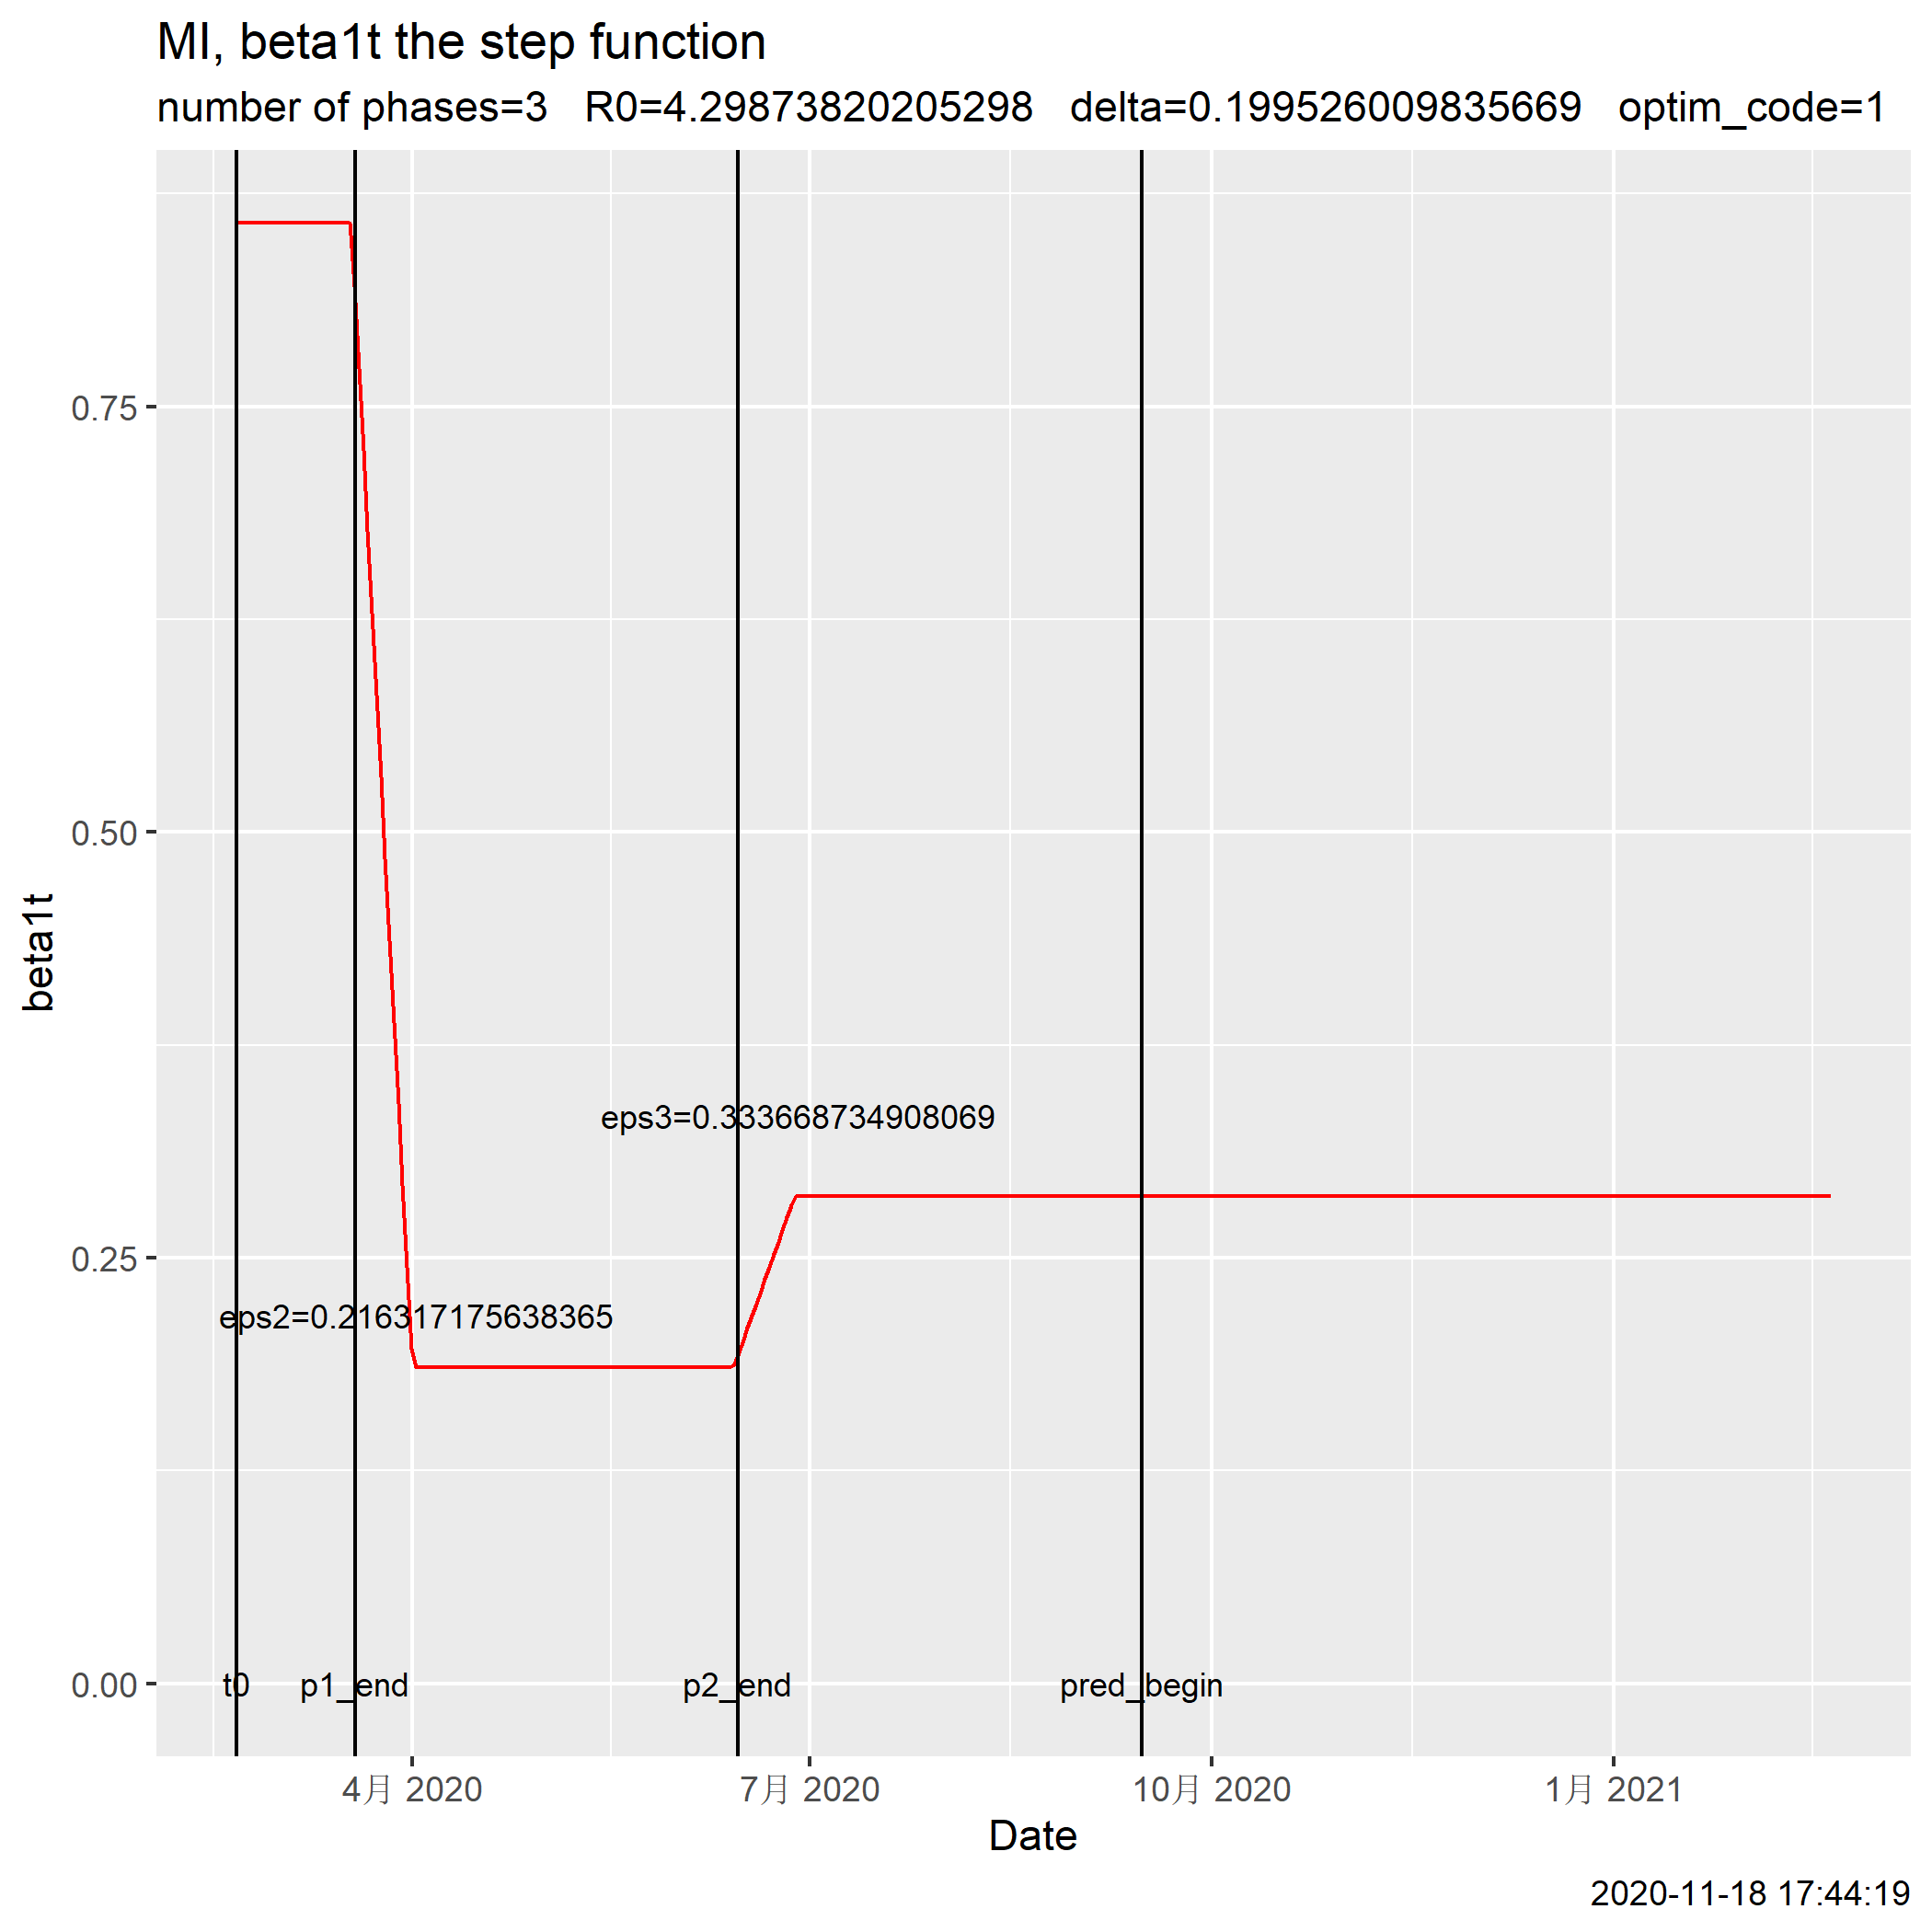 MI, beta1t the step function
number of phases=3 R0=4.29873820205298 delta=0.199526009835669 optim_code=1
0.75
0.50
0.25
0.00
beta1t
eps3=0.333668734908069
eps2=0.216317175638365
t0 p1_end p2_end pred_begin
4月 2020 7月 2020 10月 2020 1月 2021
Date
2020-11-18 17:44:19